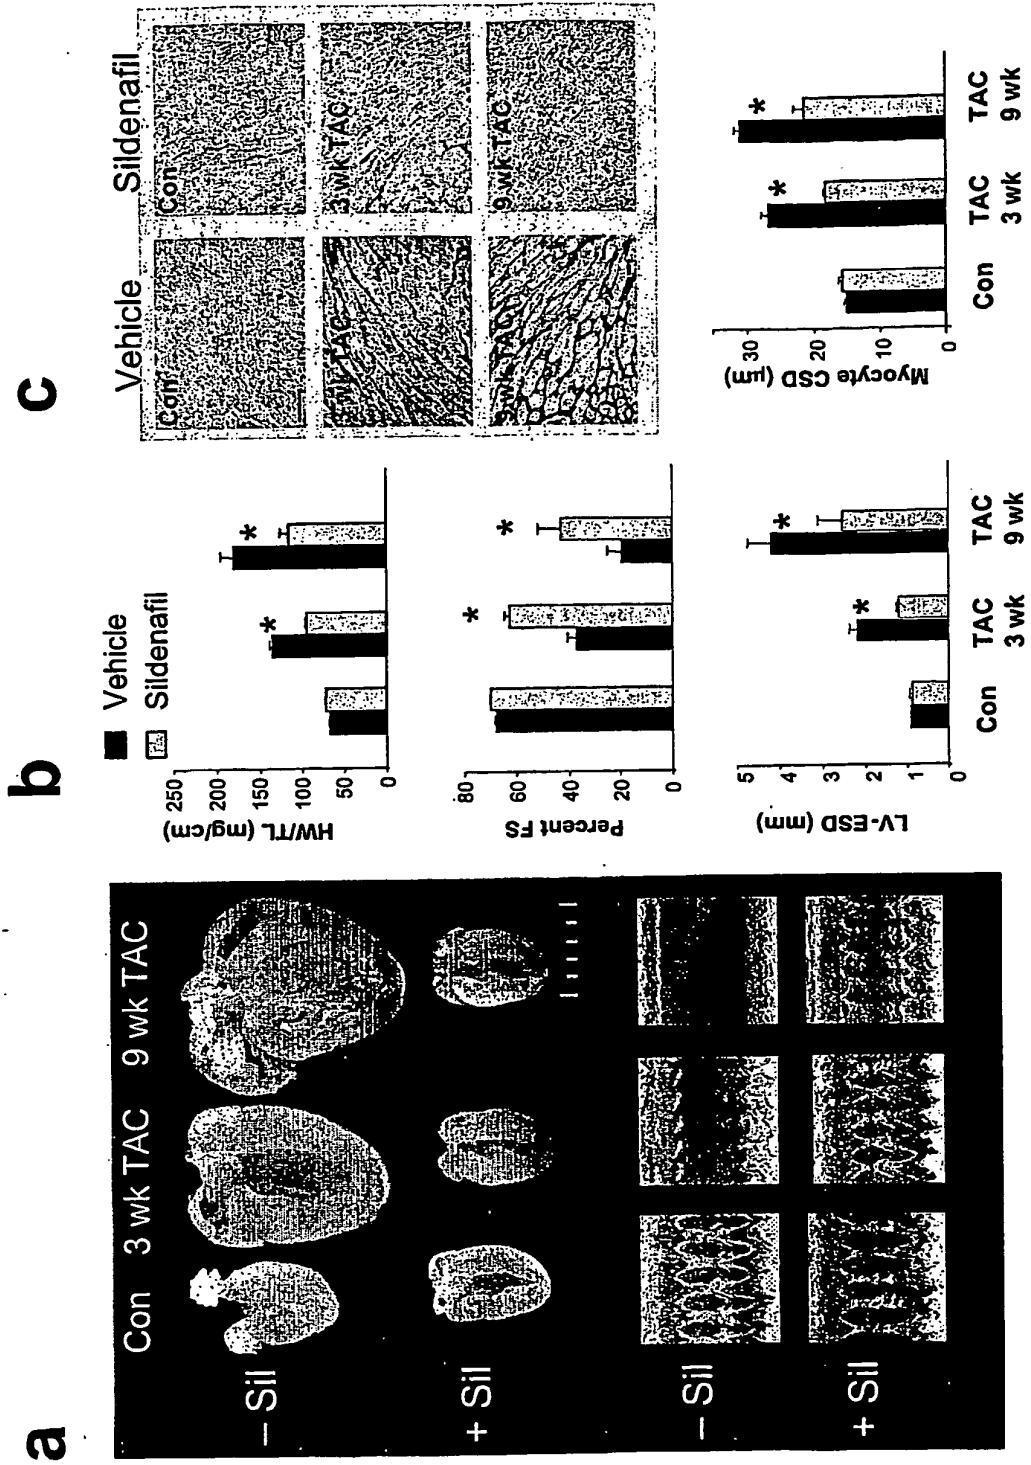 a
Con 3 wk TAC 9 wk TAC
– Sil
+ Sil
– Sil
+ Sil
b
Vehicle
Sildenafil
HW/TL (mg/cm)
250
200
150
100
50
0
*
*
Percent FS
80
60
40
20
0
*
*
LV-ESD (mm)
5
4
3
2
1
0
*
*
Con
TAC
3 wk
TAC
9 wk
c
Vehicle
Sildenafil
Con
Con
3 wk TAC
3 wk TAC
9 wk TAC
9 wk TAC
Myocyte CSD (µm)
30
20
10
0
*
*
Con
TAC
3 wk
TAC
9 wk